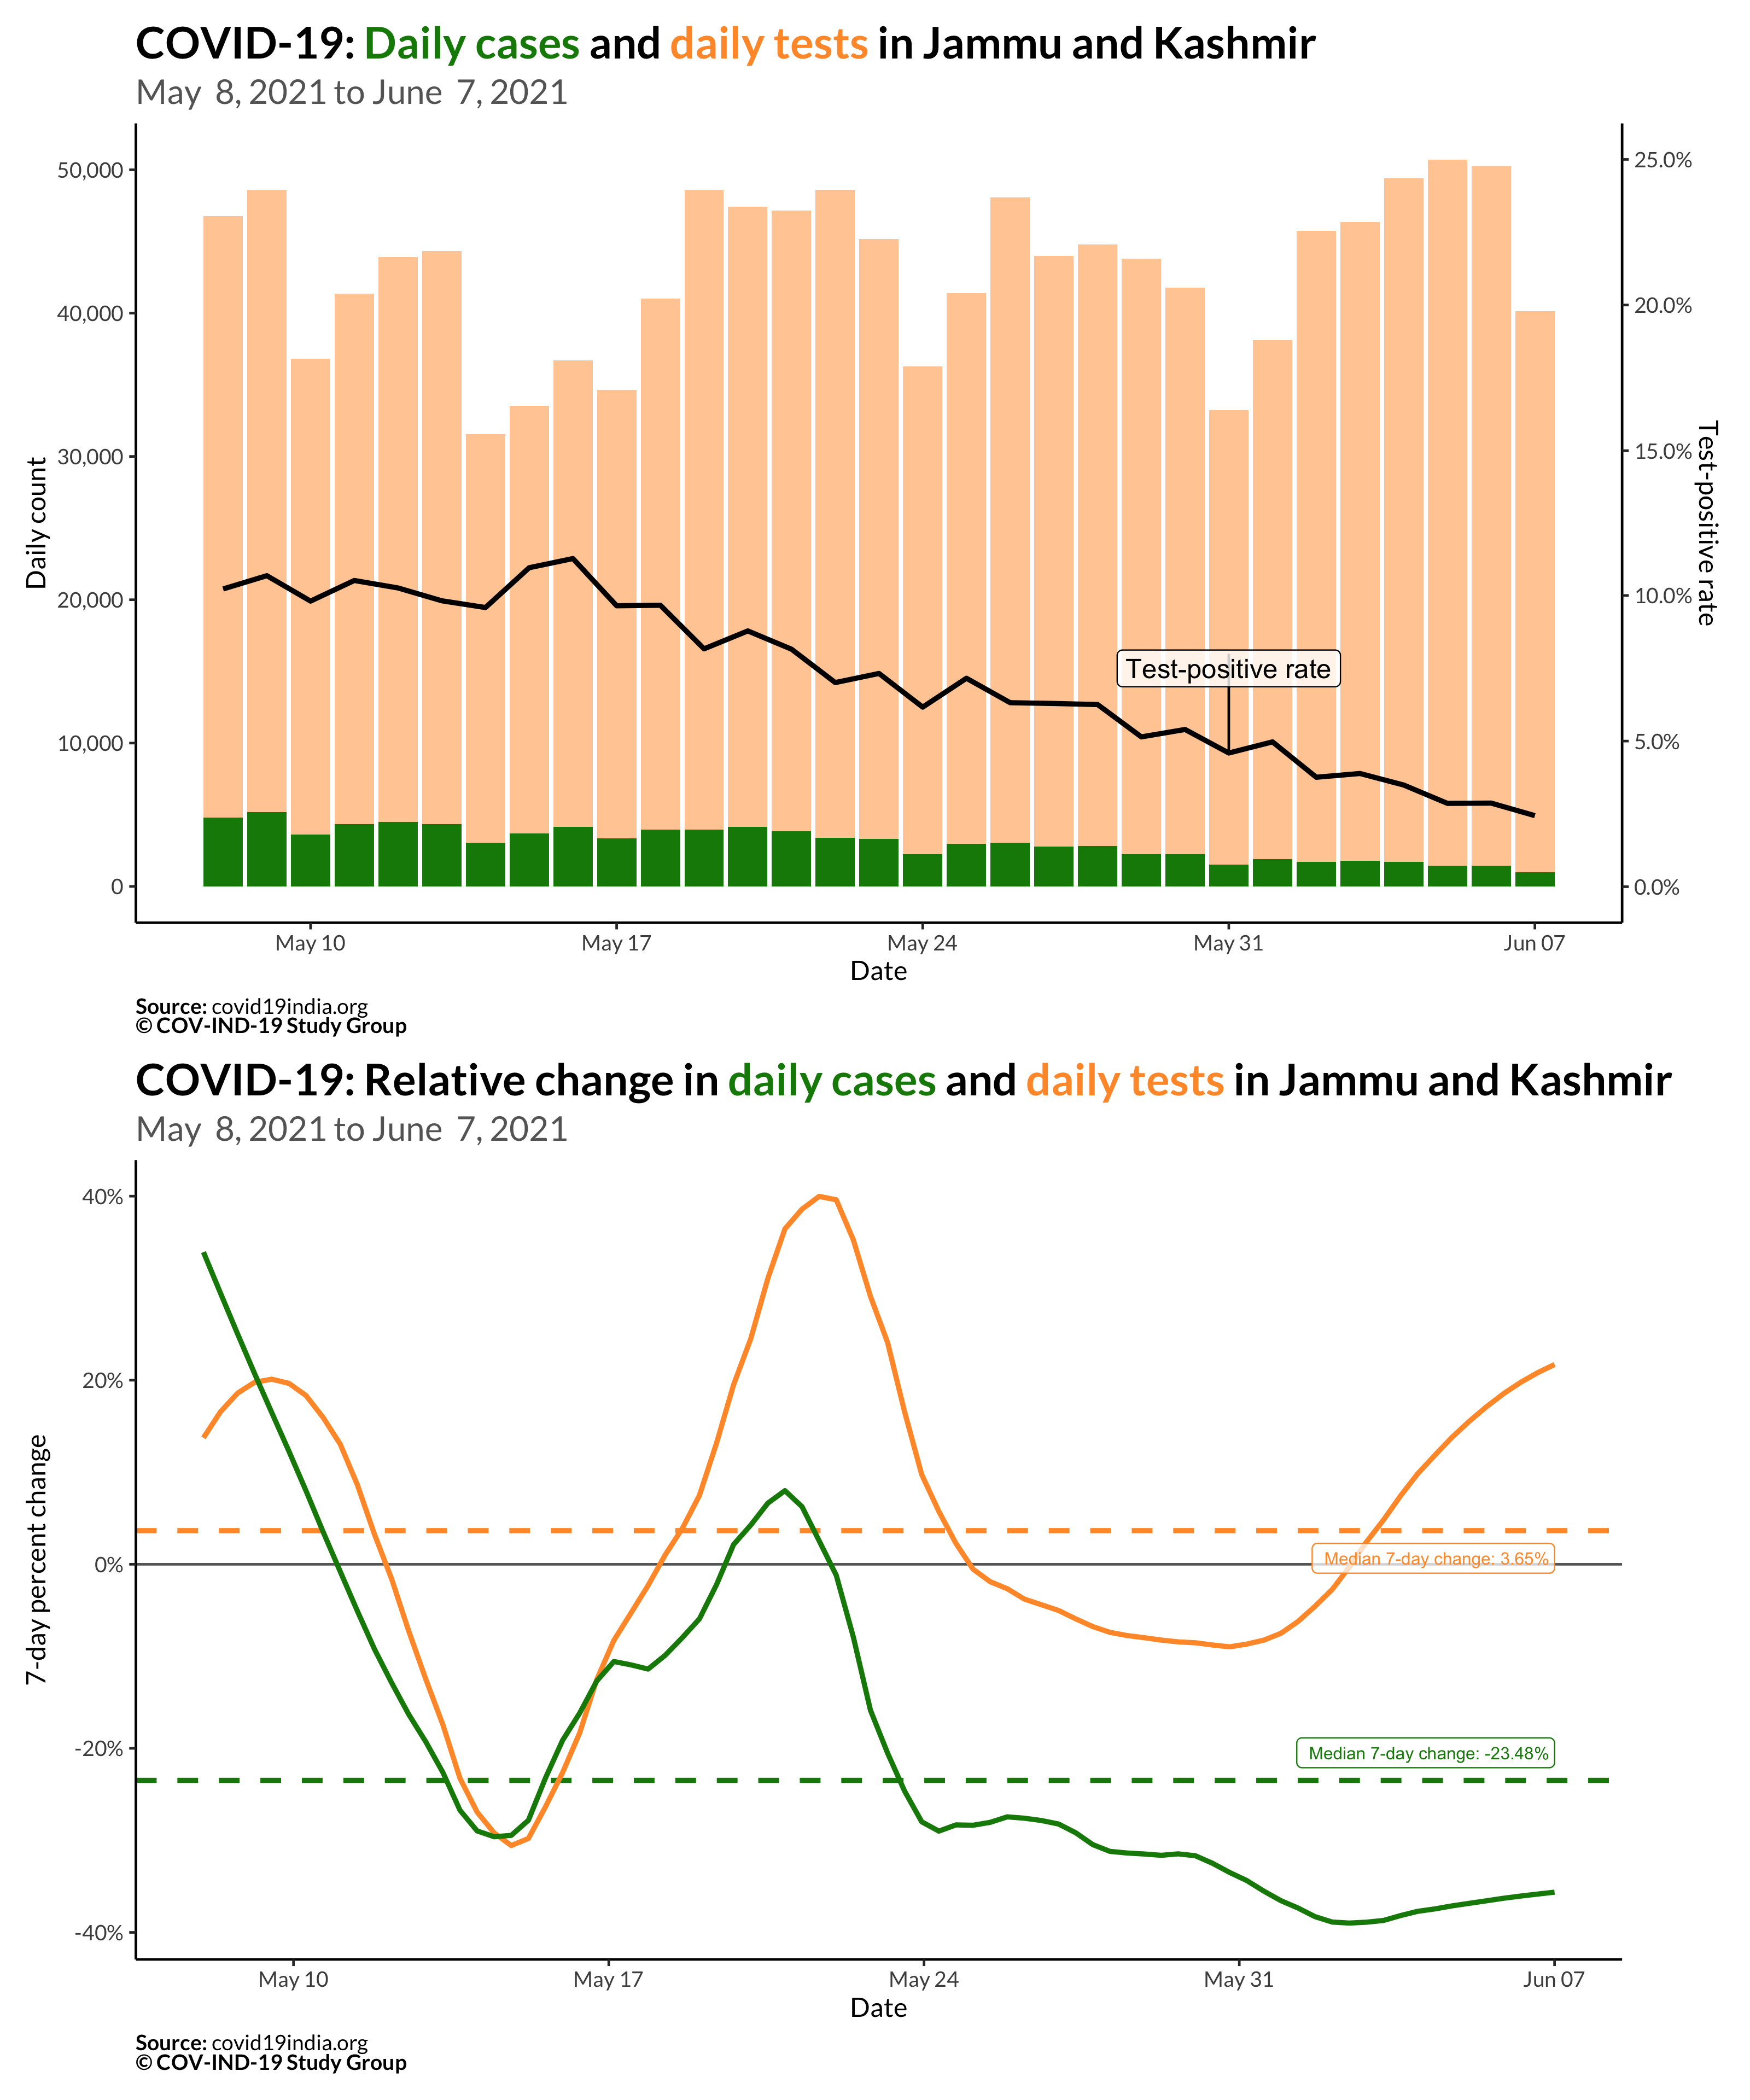 COVID-19: Daily cases and daily tests in Jammu and Kashmir
May  8, 2021 to June  7, 2021
50,000
40,000
30,000
20,000
10,000
0
Daily count
25.0%
20.0%
15.0%
10.0%
5.0%
0.0%
Test-positive rate
Test-positive rate
May 10
May 17
May 24
May 31
Jun 07
Date
Source: covid19india.org
© COV-IND-19 Study Group
COVID-19: Relative change in daily cases and daily tests in Jammu and Kashmir
May  8, 2021 to June  7, 2021
40%
20%
0%
-20%
-40%
7-day percent change
Median 7-day change: 3.65%
Median 7-day change: -23.48%
May 10
May 17
May 24
May 31
Jun 07
Date
Source: covid19india.org
© COV-IND-19 Study Group